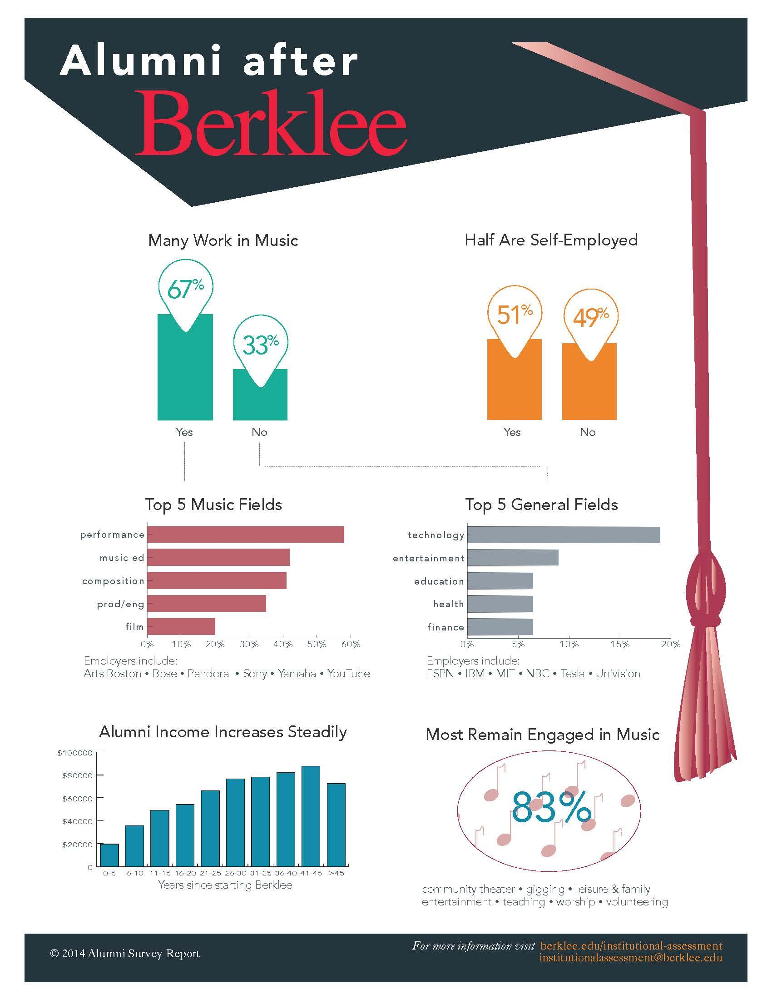 Alumni after
Berklee
Many Work in Music
67%
33%
Yes
No
Half Are Self-Employed
51%
49%
Yes
No
Top 5 Music Fields
performance
music ed
composition
prod/eng
film
0% 10% 20% 30% 40% 50% 60%
Employers include:
Arts Boston • Bose • Pandora • Sony • Yamaha • YouTube
Top 5 General Fields
technology
entertainment
education
health
finance
0% 5% 10% 15% 20%
Employers include:
ESPN • IBM • MIT • NBC • Tesla • Univision
Alumni Income Increases Steadily
$100000
$80000
$60000
$40000
$20000
0
0-5 6-10 11-15 16-20 21-25 26-30 31-35 36-40 41-45 >45
Years since starting Berklee
Most Remain Engaged in Music
83%
community theater • gigging • leisure & family
entertainment • teaching • worship • volunteering
© 2014 Alumni Survey Report
For more information visit berklee.edu/institutional-assessment
institutionalassessment@berklee.edu